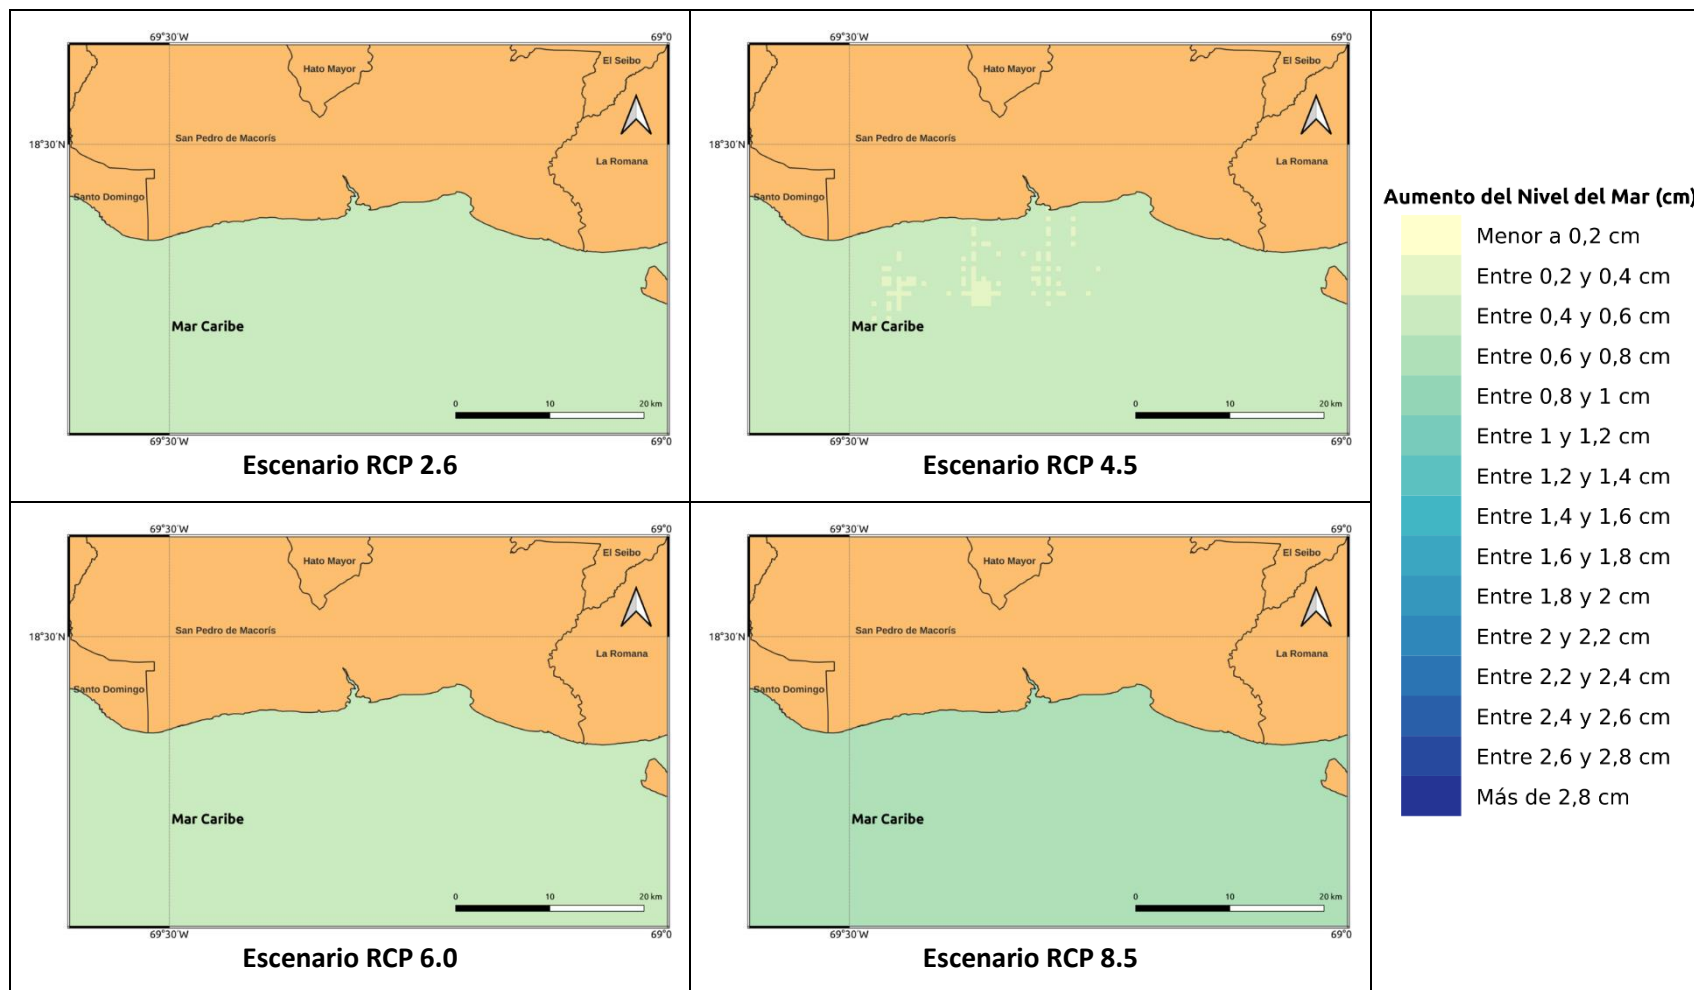 69°30'W
69°0
Hato Mayor
El Seibo
18°30'N
San Pedro de Macorís
La Romana
Santo Domingo
Mar Caribe
0
10
20 km
69°30'W
69°0
Escenario RCP 2.6
69°30'W
69°0
Hato Mayor
El Seibo
18°30'N
San Pedro de Macorís
La Romana
Santo Domingo
Mar Caribe
0
10
20 km
69°30'W
69°0
Escenario RCP 4.5
69°30'W
69°0
Hato Mayor
El Seibo
18°30'N
San Pedro de Macorís
La Romana
Santo Domingo
Mar Caribe
0
10
20 km
69°30'W
69°0
Escenario RCP 6.0
69°30'W
69°0
Hato Mayor
El Seibo
18°30'N
San Pedro de Macorís
La Romana
Santo Domingo
Mar Caribe
0
10
20 km
69°30'W
69°0
Escenario RCP 8.5
Aumento del Nivel del Mar (cm)
Menor a 0,2 cm
Entre 0,2 y 0,4 cm
Entre 0,4 y 0,6 cm
Entre 0,6 y 0,8 cm
Entre 0,8 y 1 cm
Entre 1 y 1,2 cm
Entre 1,2 y 1,4 cm
Entre 1,4 y 1,6 cm
Entre 1,6 y 1,8 cm
Entre 1,8 y 2 cm
Entre 2 y 2,2 cm
Entre 2,2 y 2,4 cm
Entre 2,4 y 2,6 cm
Entre 2,6 y 2,8 cm
Más de 2,8 cm